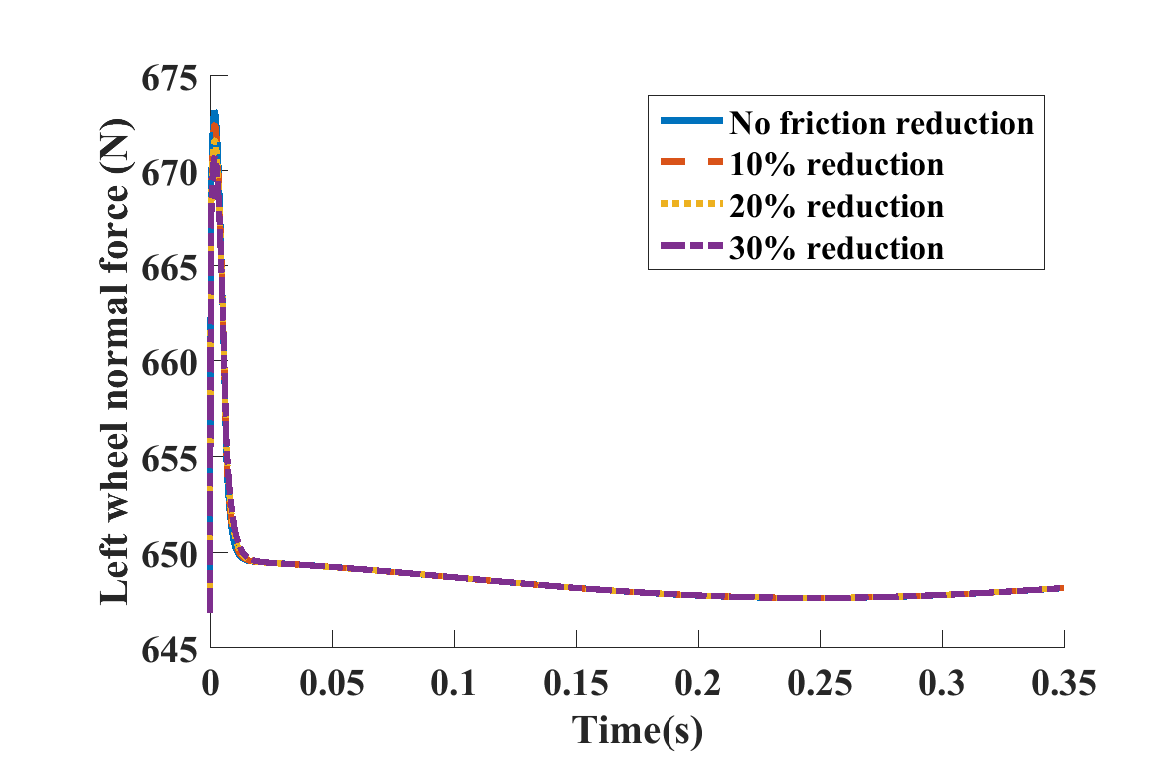 675
670
665
660
655
650
645
Left wheel normal force (N)
No friction reduction
10% reduction
20% reduction
30% reduction
0 0.05 0.1 0.15 0.2 0.25 0.3 0.35
Time(s)